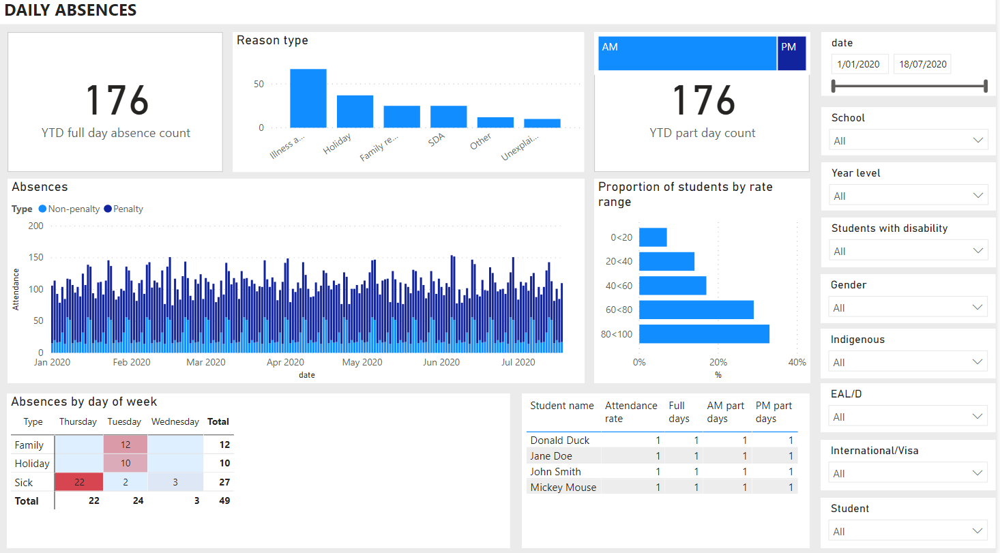 DAILY ABSENCES
176
YTD full day absence count
Reason type
50
0
Illness a...
Holiday
Family re...
SDA
Other
Unexplai...
AM PM
176
YTD part day count
date
1/01/2020 18/07/2020
School
All
Year level
All
Students with disability
All
Gender
All
Indigenous
All
EAL/D
All
International/Visa
All
Student
All
Absences
Type Non-penalty Penalty
Attendance
200
150
100
50
0
Jan 2020 Feb 2020 Mar 2020 Apr 2020 May 2020 Jun 2020 Jul 2020
date
Proportion of students by rate
range
0<20
20<40
40<60
60<80
80<100
0% 20% 40%
%
Absences by day of week
Type Thursday Tuesday Wednesday Total
Family 12 12
Holiday 10 10
Sick 22 2 3 27
Total 22 24 3 49
Student name Attendance rate Full days AM part days PM part days
Donald Duck 1 1 1 1
Jane Doe 1 1 1 1
John Smith 1 1 1 1
Mickey Mouse 1 1 1 1